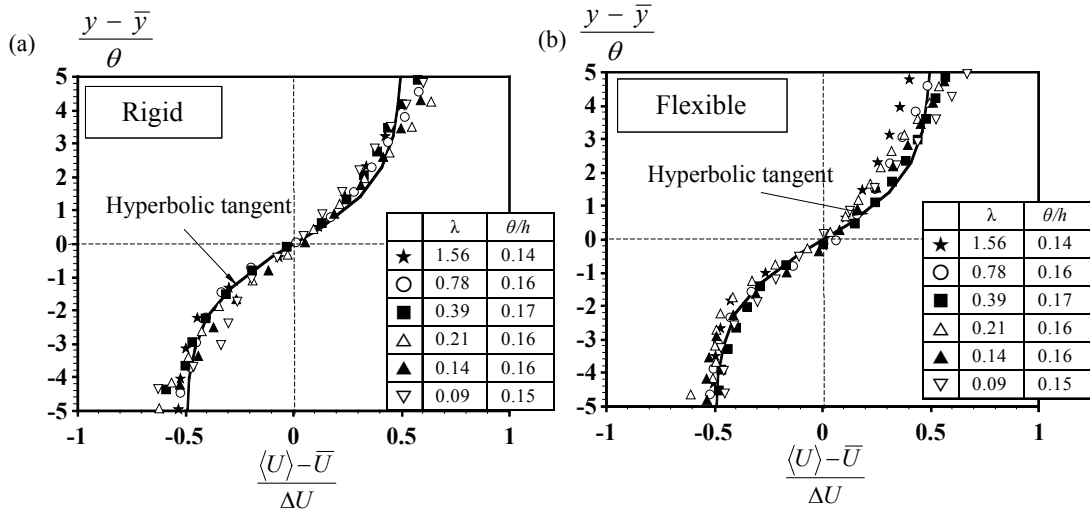 (a)
y − ȳ
θ
5
4
3
2
1
0
-1
-2
-3
-4
-5
Rigid
Hyperbolic tangent
λ θ/h
★ 1.56 0.14
○ 0.78 0.16
■ 0.39 0.17
△ 0.21 0.16
▲ 0.14 0.16
▽ 0.09 0.15
-1 -0.5 0 0.5 1
⟨U⟩ − U̅
ΔU
(b)
y − ȳ
θ
5
4
3
2
1
0
-1
-2
-3
-4
-5
Flexible
Hyperbolic tangent
λ θ/h
★ 1.56 0.14
○ 0.78 0.16
■ 0.39 0.17
△ 0.21 0.16
▲ 0.14 0.16
▽ 0.09 0.15
-1 -0.5 0 0.5 1
⟨U⟩ − U̅
ΔU